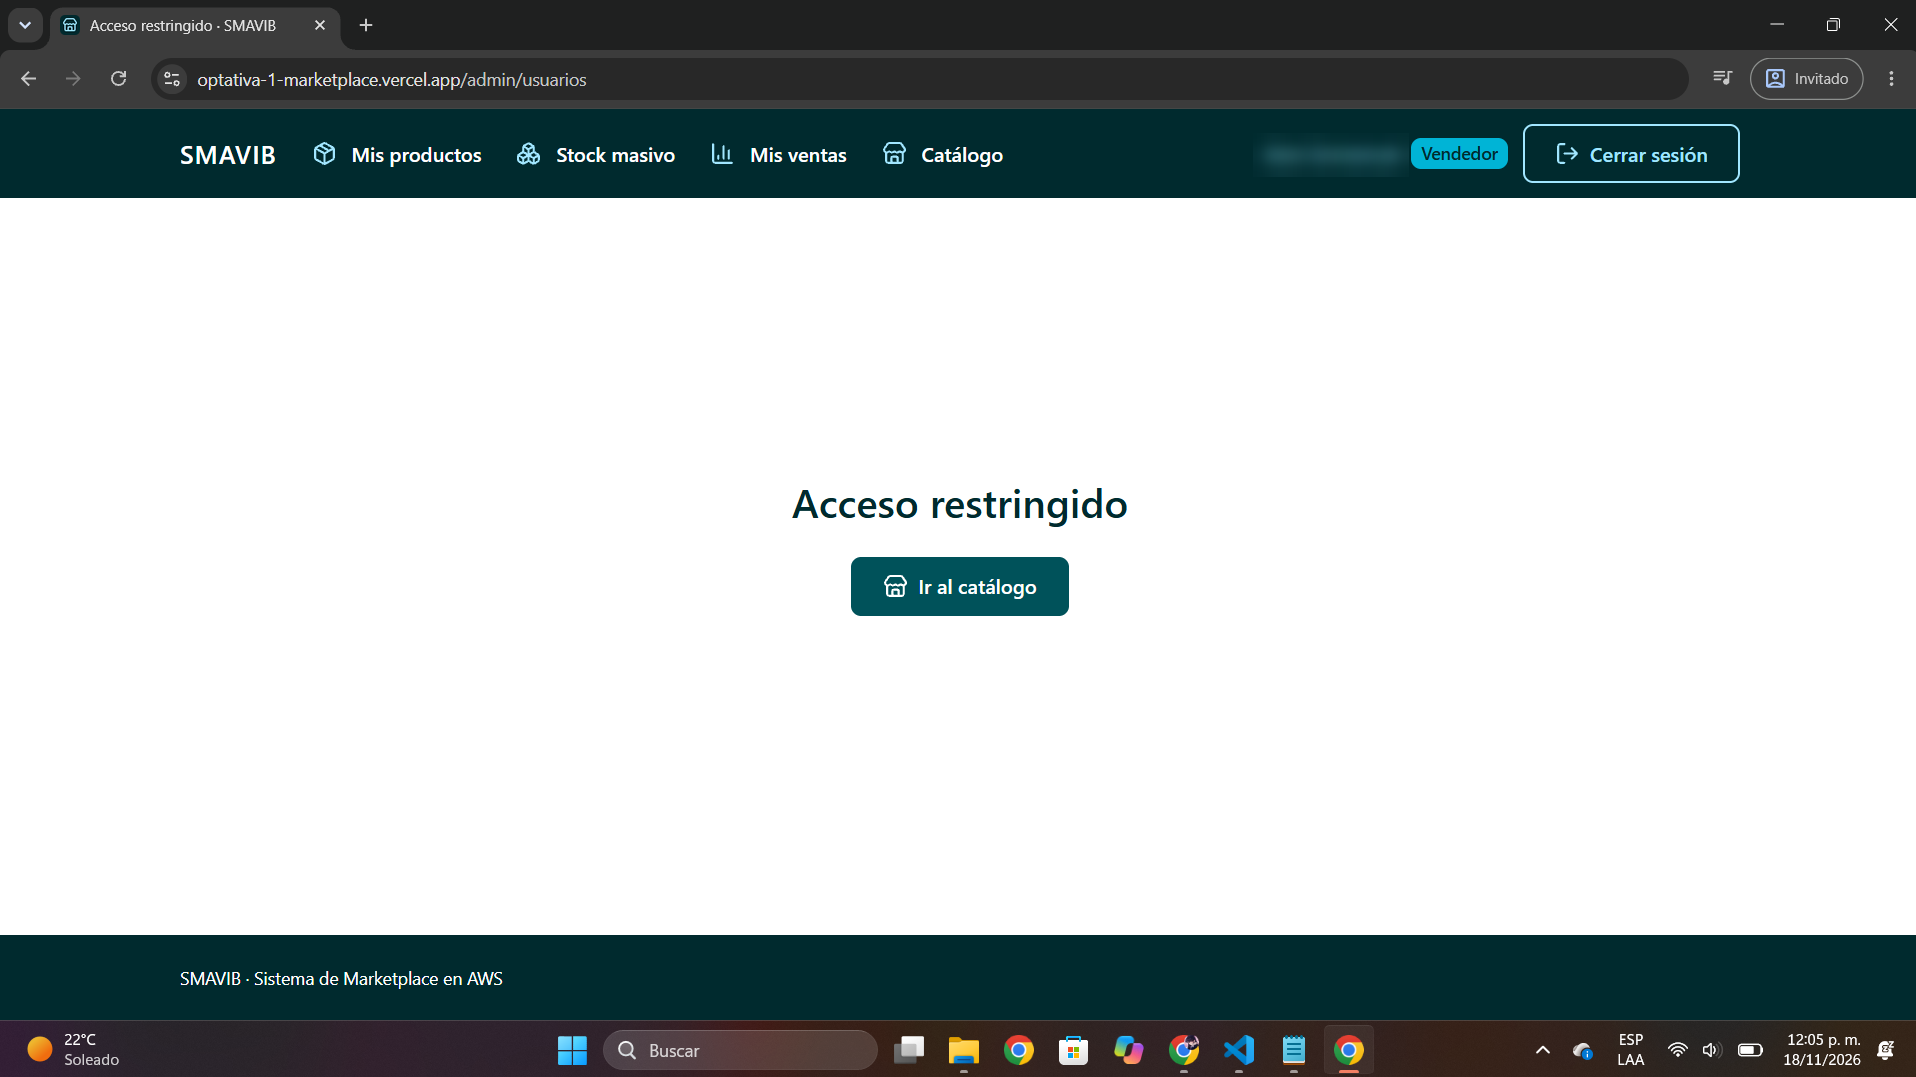 Acceso restringido · SMAVIB
optativa-1-marketplace.vercel.app/admin/usuarios
Invitado
SMAVIB
Mis productos
Stock masivo
Mis ventas
Catálogo
Vendedor
Cerrar sesión
Acceso restringido
Ir al catálogo
SMAVIB · Sistema de Marketplace en AWS
22°C
Soleado
Buscar
ESP
LAA
12:05 p. m.
18/11/2026